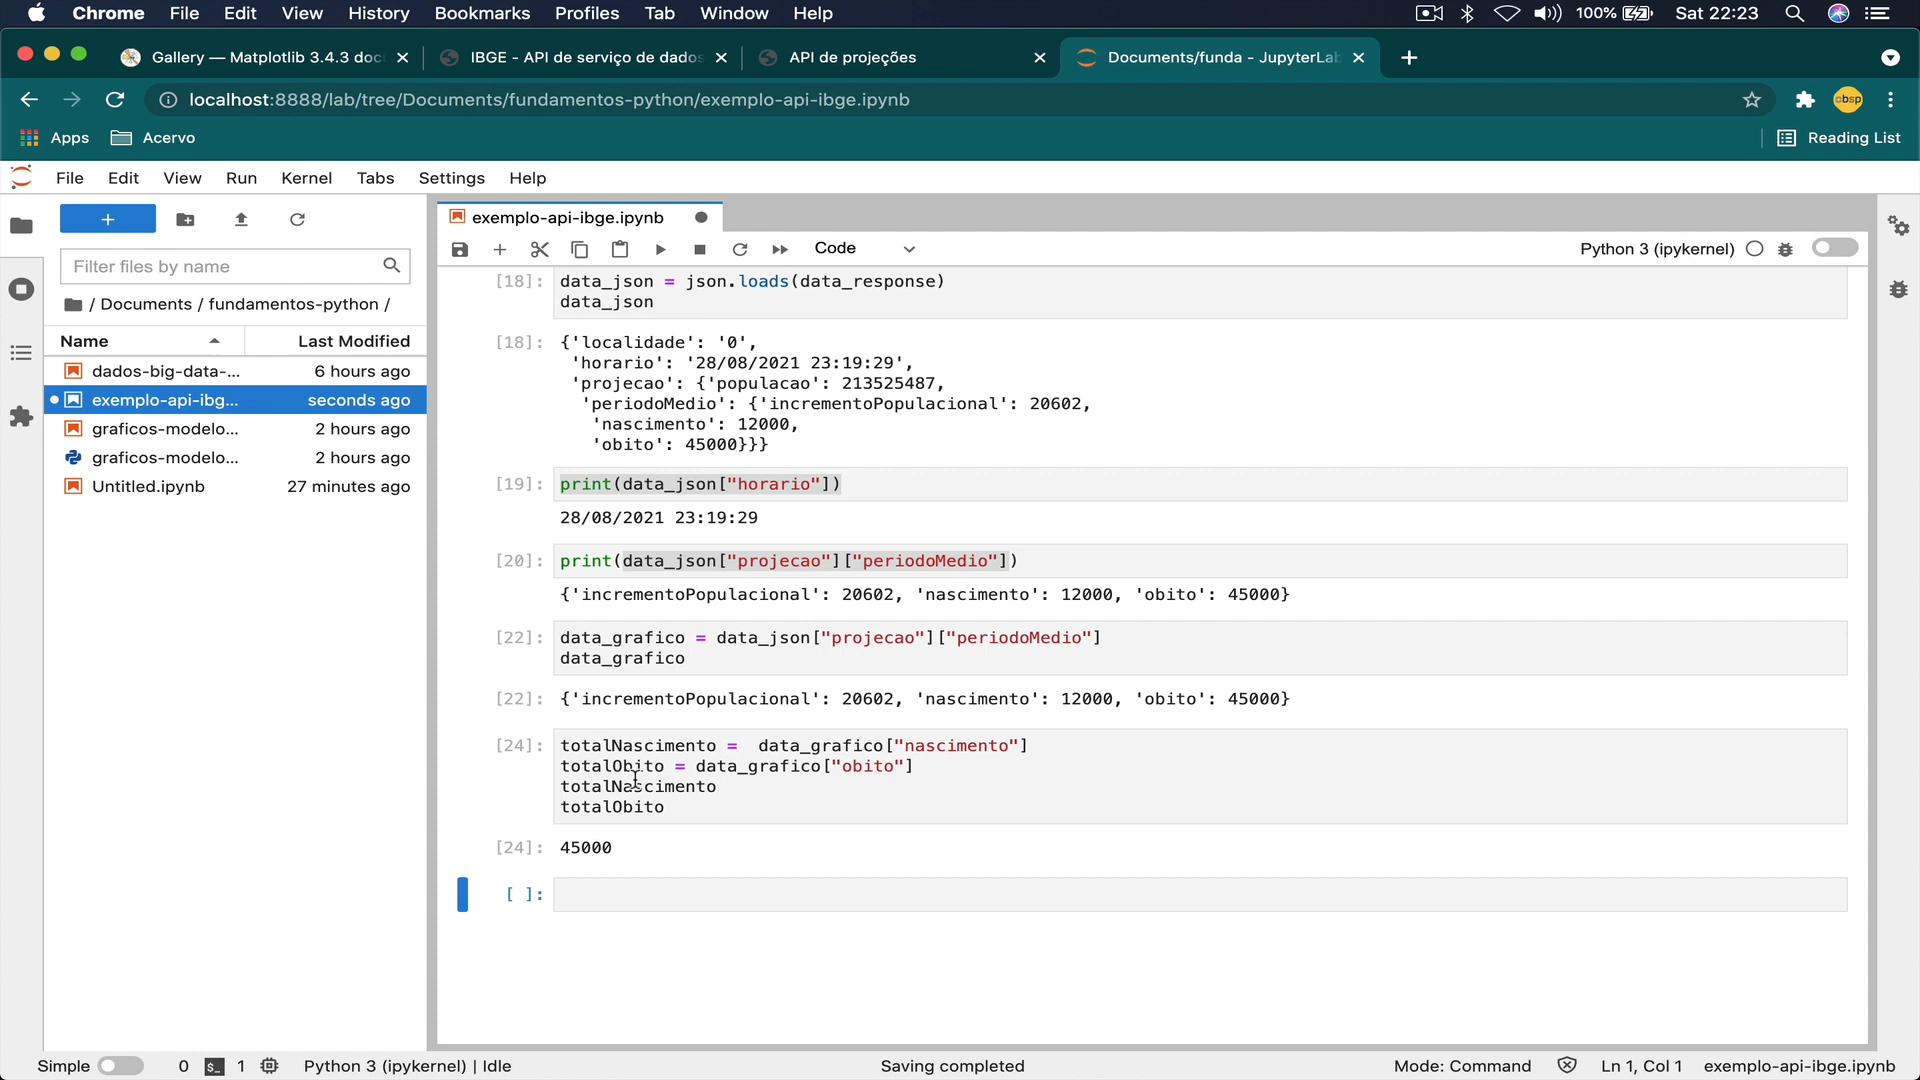 Chrome File Edit View History Bookmarks Profiles Tab Window Help 100% Sat 22:23
Gallery — Matplotlib 3.4.3 doc IBGE - API de serviço de dados API de projeções Documents/funda - JupyterLab
localhost:8888/lab/tree/Documents/fundamentos-python/exemplo-api-ibge.ipynb obsp
Apps Acervo Reading List
File Edit View Run Kernel Tabs Settings Help
exemplo-api-ibge.ipynb
Code Python 3 (ipykernel)
Filter files by name
/ Documents / fundamentos-python /
Name Last Modified
dados-big-data-... 6 hours ago
exemplo-api-ibg... seconds ago
graficos-modelo... 2 hours ago
graficos-modelo... 2 hours ago
Untitled.ipynb 27 minutes ago
[18]: data_json = json.loads(data_response)
data_json
[18]: {'localidade': '0',
'horario': '28/08/2021 23:19:29',
'projecao': {'populacao': 213525487,
'periodoMedio': {'incrementoPopulacional': 20602,
'nascimento': 12000,
'obito': 45000}}}
[19]: print(data_json["horario"])
28/08/2021 23:19:29
[20]: print(data_json["projecao"]["periodoMedio"])
{'incrementoPopulacional': 20602, 'nascimento': 12000, 'obito': 45000}
[22]: data_grafico = data_json["projecao"]["periodoMedio"]
data_grafico
[22]: {'incrementoPopulacional': 20602, 'nascimento': 12000, 'obito': 45000}
[24]: totalNascimento =  data_grafico["nascimento"]
totalObito = data_grafico["obito"]
totalNascimento
totalObito
[24]: 45000
[ ]:
Simple 0 $_ 1 Python 3 (ipykernel) | Idle Saving completed Mode: Command Ln 1, Col 1 exemplo-api-ibge.ipynb